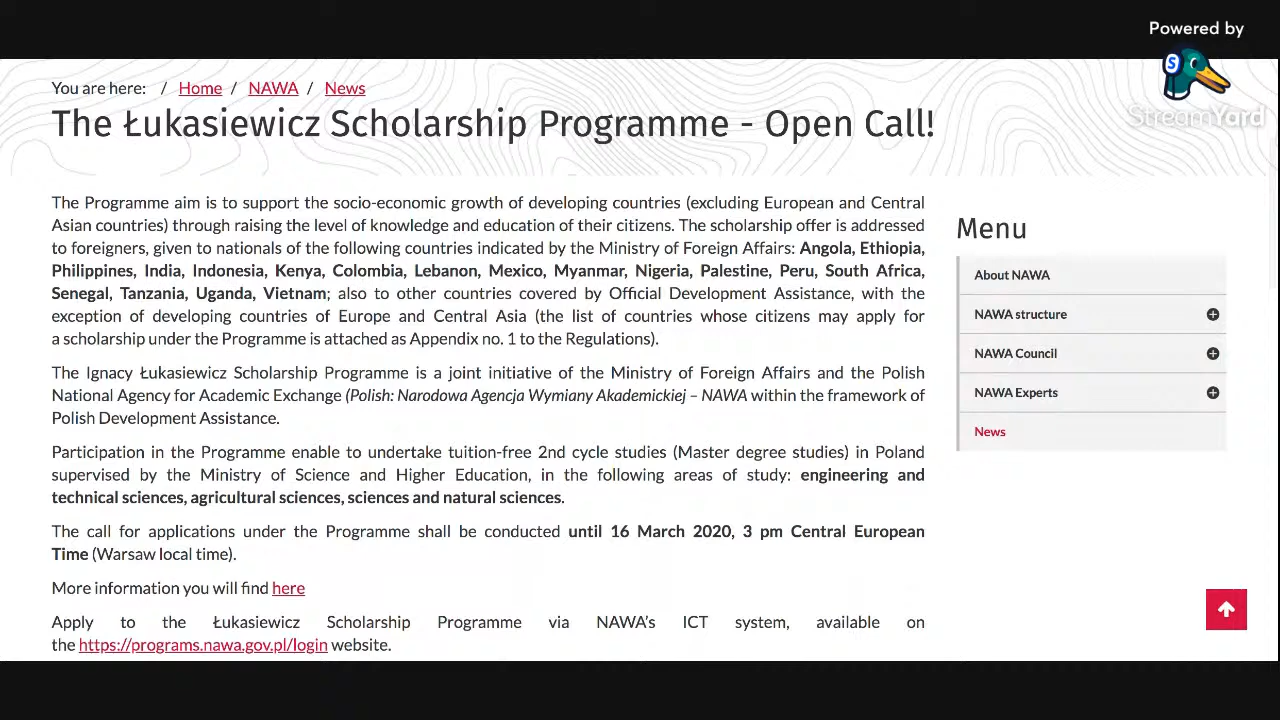 Powered by
StreamYard
You are here: / Home / NAWA / News
The Łukasiewicz Scholarship Programme - Open Call!
The Programme aim is to support the socio-economic growth of developing countries (excluding European and Central
Asian countries) through raising the level of knowledge and education of their citizens. The scholarship offer is addressed
to foreigners, given to nationals of the following countries indicated by the Ministry of Foreign Affairs: Angola, Ethiopia,
Philippines, India, Indonesia, Kenya, Colombia, Lebanon, Mexico, Myanmar, Nigeria, Palestine, Peru, South Africa,
Senegal, Tanzania, Uganda, Vietnam; also to other countries covered by Official Development Assistance, with the
exception of developing countries of Europe and Central Asia (the list of countries whose citizens may apply for
a scholarship under the Programme is attached as Appendix no. 1 to the Regulations).
The Ignacy Łukasiewicz Scholarship Programme is a joint initiative of the Ministry of Foreign Affairs and the Polish
National Agency for Academic Exchange (Polish: Narodowa Agencja Wymiany Akademickiej – NAWA within the framework of
Polish Development Assistance.
Participation in the Programme enable to undertake tuition-free 2nd cycle studies (Master degree studies) in Poland
supervised by the Ministry of Science and Higher Education, in the following areas of study: engineering and
technical sciences, agricultural sciences, sciences and natural sciences.
The call for applications under the Programme shall be conducted until 16 March 2020, 3 pm Central European
Time (Warsaw local time).
More information you will find here
Apply to the Łukasiewicz Scholarship Programme via NAWA's ICT system, available on
the https://programs.nawa.gov.pl/login website.
Menu
About NAWA
NAWA structure
NAWA Council
NAWA Experts
News